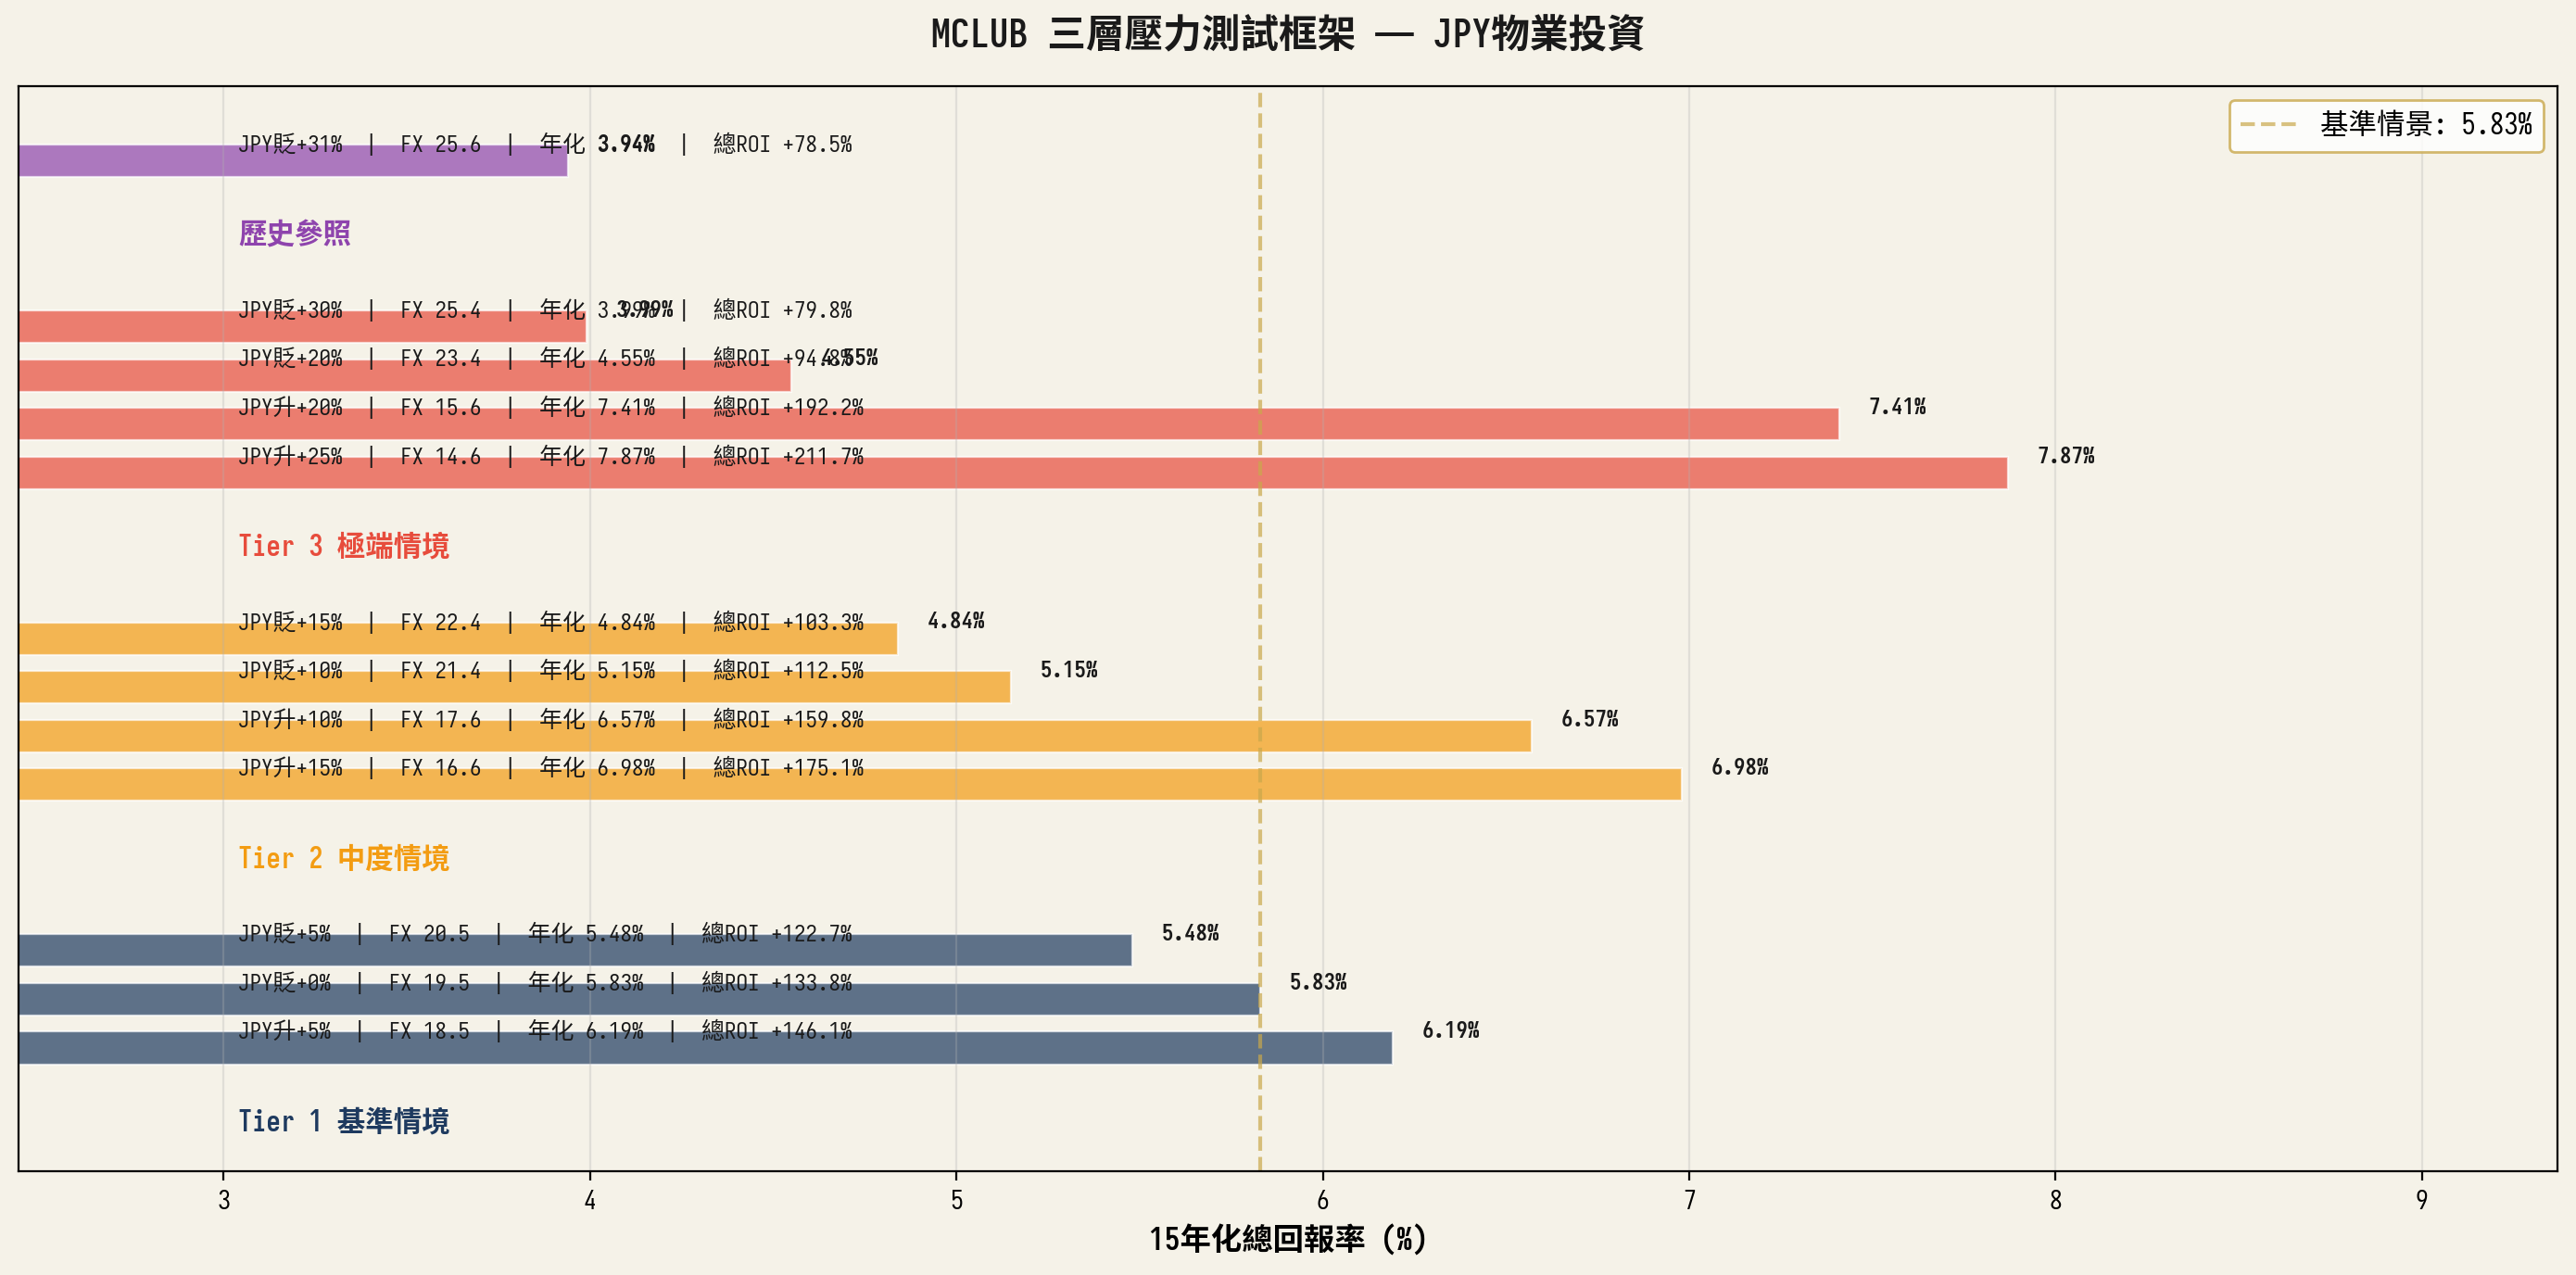 MCLUB 三層壓力測試框架 — JPY物業投資
基準情景: 5.83%
JPY貶+31% | FX 25.6 | 年化 3.94% | 總ROI +78.5%
歷史參照
JPY貶+30% | FX 25.4 | 年化 3.99% | 總ROI +79.8%
3.99%
JPY貶+20% | FX 23.4 | 年化 4.55% | 總ROI +94.8%
4.55%
JPY升+20% | FX 15.6 | 年化 7.41% | 總ROI +192.2%
7.41%
JPY升+25% | FX 14.6 | 年化 7.87% | 總ROI +211.7%
7.87%
Tier 3 極端情境
JPY貶+15% | FX 22.4 | 年化 4.84% | 總ROI +103.3%
4.84%
JPY貶+10% | FX 21.4 | 年化 5.15% | 總ROI +112.5%
5.15%
JPY升+10% | FX 17.6 | 年化 6.57% | 總ROI +159.8%
6.57%
JPY升+15% | FX 16.6 | 年化 6.98% | 總ROI +175.1%
6.98%
Tier 2 中度情境
JPY貶+5% | FX 20.5 | 年化 5.48% | 總ROI +122.7%
5.48%
JPY貶+0% | FX 19.5 | 年化 5.83% | 總ROI +133.8%
5.83%
JPY升+5% | FX 18.5 | 年化 6.19% | 總ROI +146.1%
6.19%
Tier 1 基準情境
3 4 5 6 7 8 9
15年化總回報率 (%)